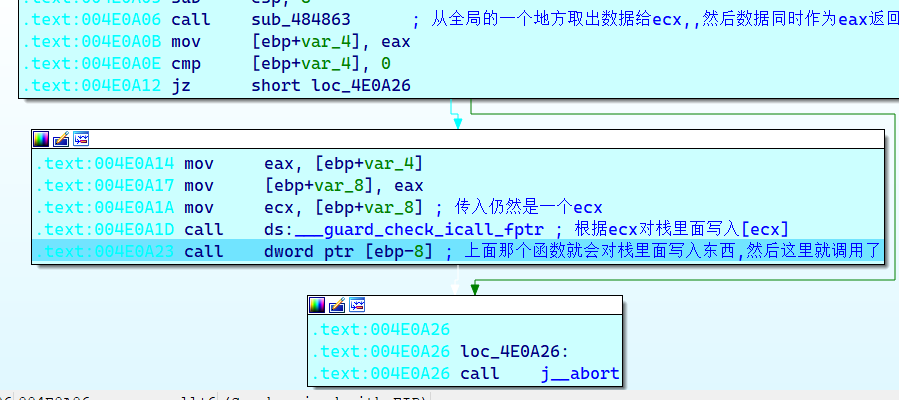 .text:004E0A03 sub     esp, 8
.text:004E0A06 call    sub_484863      ; 从全局的一个地方取出数据给ecx,,然后数据同时作为eax返回
.text:004E0A0B mov     [ebp+var_4], eax
.text:004E0A0E cmp     [ebp+var_4], 0
.text:004E0A12 jz      short loc_4E0A26
.text:004E0A14 mov     eax, [ebp+var_4]
.text:004E0A17 mov     [ebp+var_8], eax
.text:004E0A1A mov     ecx, [ebp+var_8] ; 传入仍然是一个ecx
.text:004E0A1D call    ds:___guard_check_icall_fptr ; 根据ecx对栈里面写入[ecx]
.text:004E0A23 call    dword ptr [ebp-8] ; 上面那个函数就会对栈里面写入东西,然后这里就调用了
.text:004E0A26
.text:004E0A26 loc_4E0A26:
.text:004E0A26 call    j__abort